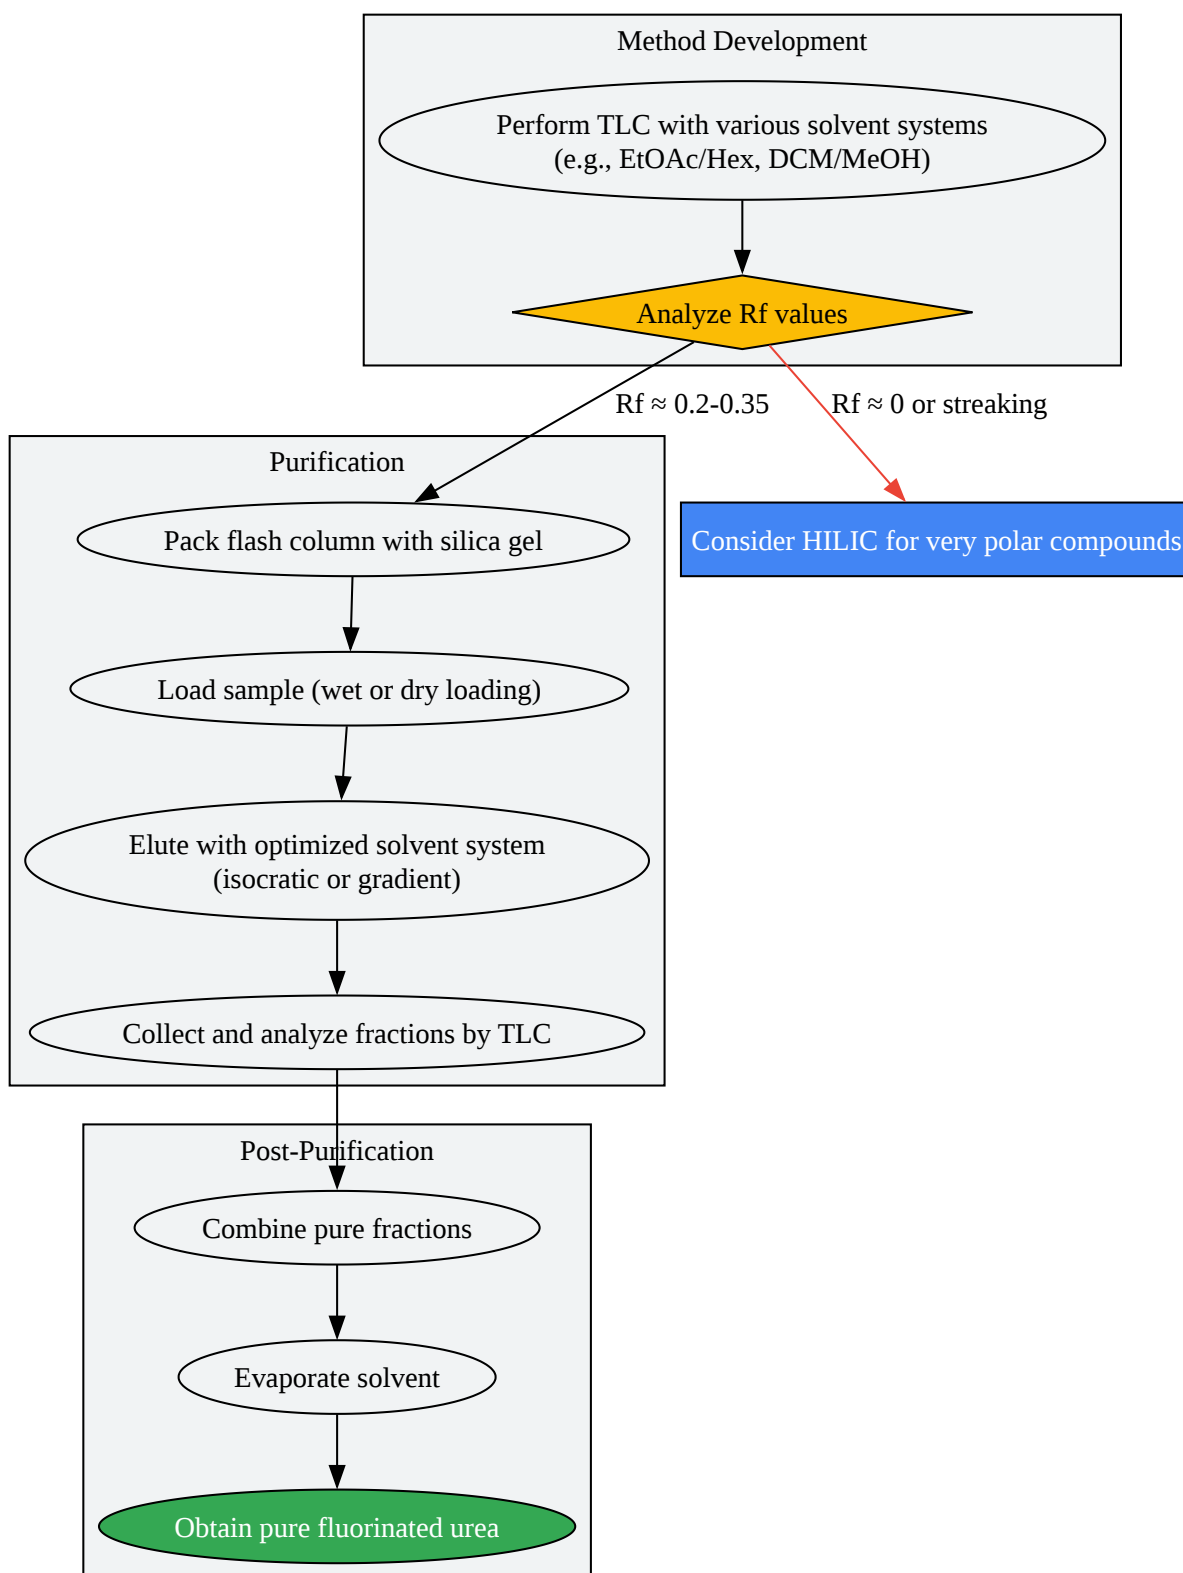 Method Development
Perform TLC with various solvent systems
(e.g., EtOAc/Hex, DCM/MeOH)
Analyze Rf values
Rf ≈ 0.2-0.35
Rf ≈ 0 or streaking
Purification
Pack flash column with silica gel
Consider HILIC for very polar compounds
Load sample (wet or dry loading)
Elute with optimized solvent system
(isocratic or gradient)
Collect and analyze fractions by TLC
Post-Purification
Combine pure fractions
Evaporate solvent
Obtain pure fluorinated urea